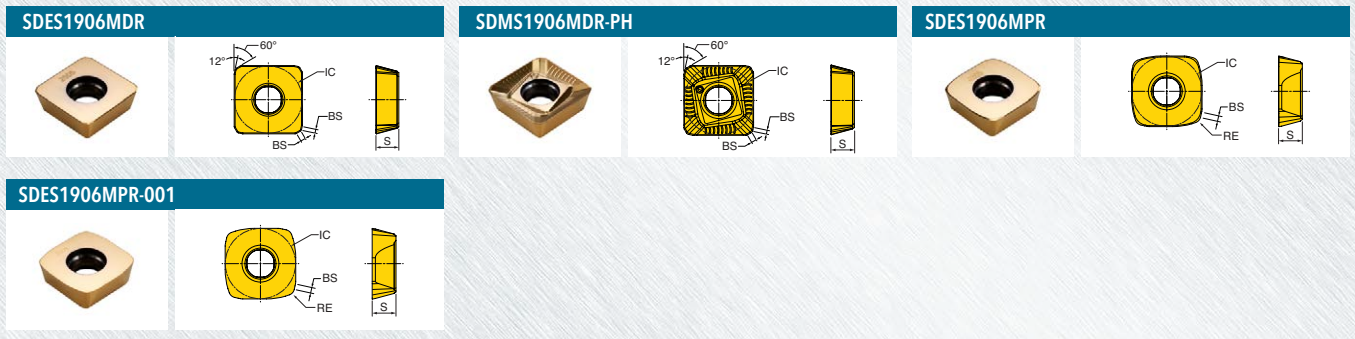 SDES1906MDR
60°
12°
IC
BS
BS
S
SDMS1906MDR-PH
60°
12°
IC
BS
BS
S
SDES1906MPR
IC
BS
RE
S
SDES1906MPR-001
IC
BS
RE
S